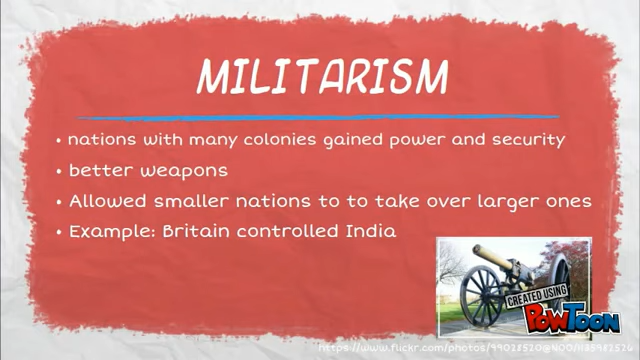 MILITARISM
• nations with many colonies gained power and security
• better weapons
• Allowed smaller nations to to take over larger ones
• Example: Britain controlled India
CREATED USING
POWTOON